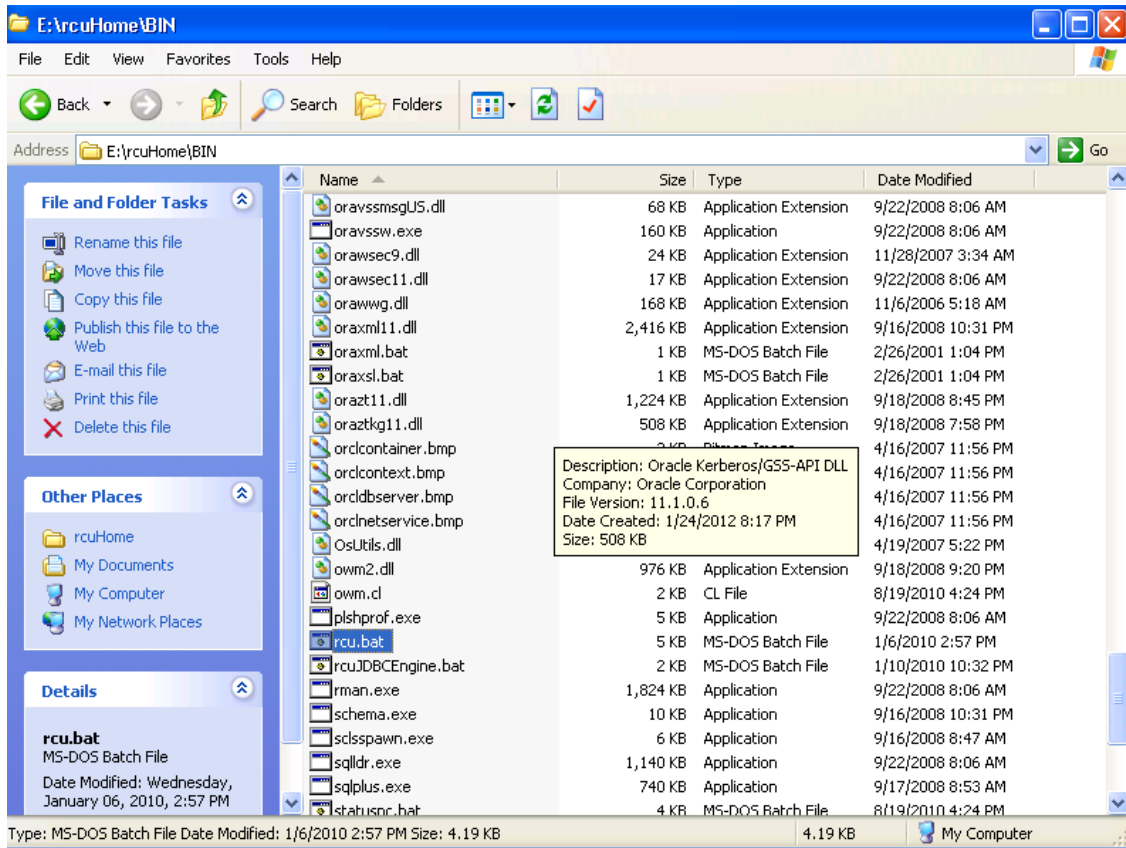 E:\rcuHome\BIN
File Edit View Favorites Tools Help
Back Search Folders
Address E:\rcuHome\BIN Go
File and Folder Tasks
Rename this file
Move this file
Copy this file
Publish this file to the
Web
E-mail this file
Print this file
Delete this file
Other Places
rcuHome
My Documents
My Computer
My Network Places
Details
rcu.bat
MS-DOS Batch File
Date Modified: Wednesday,
January 06, 2010, 2:57 PM
Name Size Type Date Modified
oravssmsgUS.dll 68 KB Application Extension 9/22/2008 8:06 AM
oravssw.exe 160 KB Application 9/22/2008 8:06 AM
orawsec9.dll 24 KB Application Extension 11/28/2007 3:34 AM
orawsec11.dll 17 KB Application Extension 9/22/2008 8:06 AM
orawwg.dll 168 KB Application Extension 11/6/2006 5:18 AM
oraxml11.dll 2,416 KB Application Extension 9/16/2008 10:31 PM
oraxml.bat 1 KB MS-DOS Batch File 2/26/2001 1:04 PM
oraxsl.bat 1 KB MS-DOS Batch File 2/26/2001 1:04 PM
orazt11.dll 1,224 KB Application Extension 9/18/2008 8:45 PM
oraztkg11.dll 508 KB Application Extension 9/18/2008 7:58 PM
orclcontainer.bmp 4/16/2007 11:56 PM
orclcontext.bmp 4/16/2007 11:56 PM
orcldbserver.bmp 4/16/2007 11:56 PM
orclnetservice.bmp 4/16/2007 11:56 PM
OsUtils.dll 4/19/2007 5:22 PM
owm2.dll 976 KB Application Extension 9/18/2008 9:20 PM
owm.cl 2 KB CL File 8/19/2010 4:24 PM
plshprof.exe 5 KB Application 9/22/2008 8:06 AM
rcu.bat 5 KB MS-DOS Batch File 1/6/2010 2:57 PM
rcuJDBCEngine.bat 2 KB MS-DOS Batch File 1/10/2010 10:32 PM
rman.exe 1,824 KB Application 9/22/2008 8:06 AM
schema.exe 10 KB Application 9/16/2008 10:31 PM
sclsspawn.exe 6 KB Application 9/16/2008 8:47 AM
sqlldr.exe 1,140 KB Application 9/22/2008 8:06 AM
sqlplus.exe 740 KB Application 9/17/2008 8:53 AM
statusnc.bat 4 KB MS-DOS Batch File 8/19/2010 4:24 PM
Description: Oracle Kerberos/GSS-API DLL
Company: Oracle Corporation
File Version: 11.1.0.6
Date Created: 1/24/2012 8:17 PM
Size: 508 KB
Type: MS-DOS Batch File Date Modified: 1/6/2010 2:57 PM Size: 4.19 KB 4.19 KB My Computer